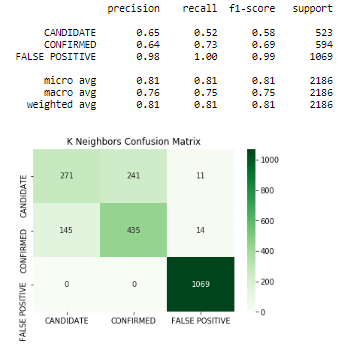 precision recall f1-score support
CANDIDATE 0.65 0.52 0.58 523
CONFIRMED 0.64 0.73 0.69 594
FALSE POSITIVE 0.98 1.00 0.99 1069
micro avg 0.81 0.81 0.81 2186
macro avg 0.76 0.75 0.75 2186
weighted avg 0.81 0.81 0.81 2186
K Neighbors Confusion Matrix
CANDIDATE 271 241 11
CONFIRMED 145 435 14
FALSE POSITIVE 0 0 1069
CANDIDATE CONFIRMED FALSE POSITIVE
1000
800
600
400
200
0